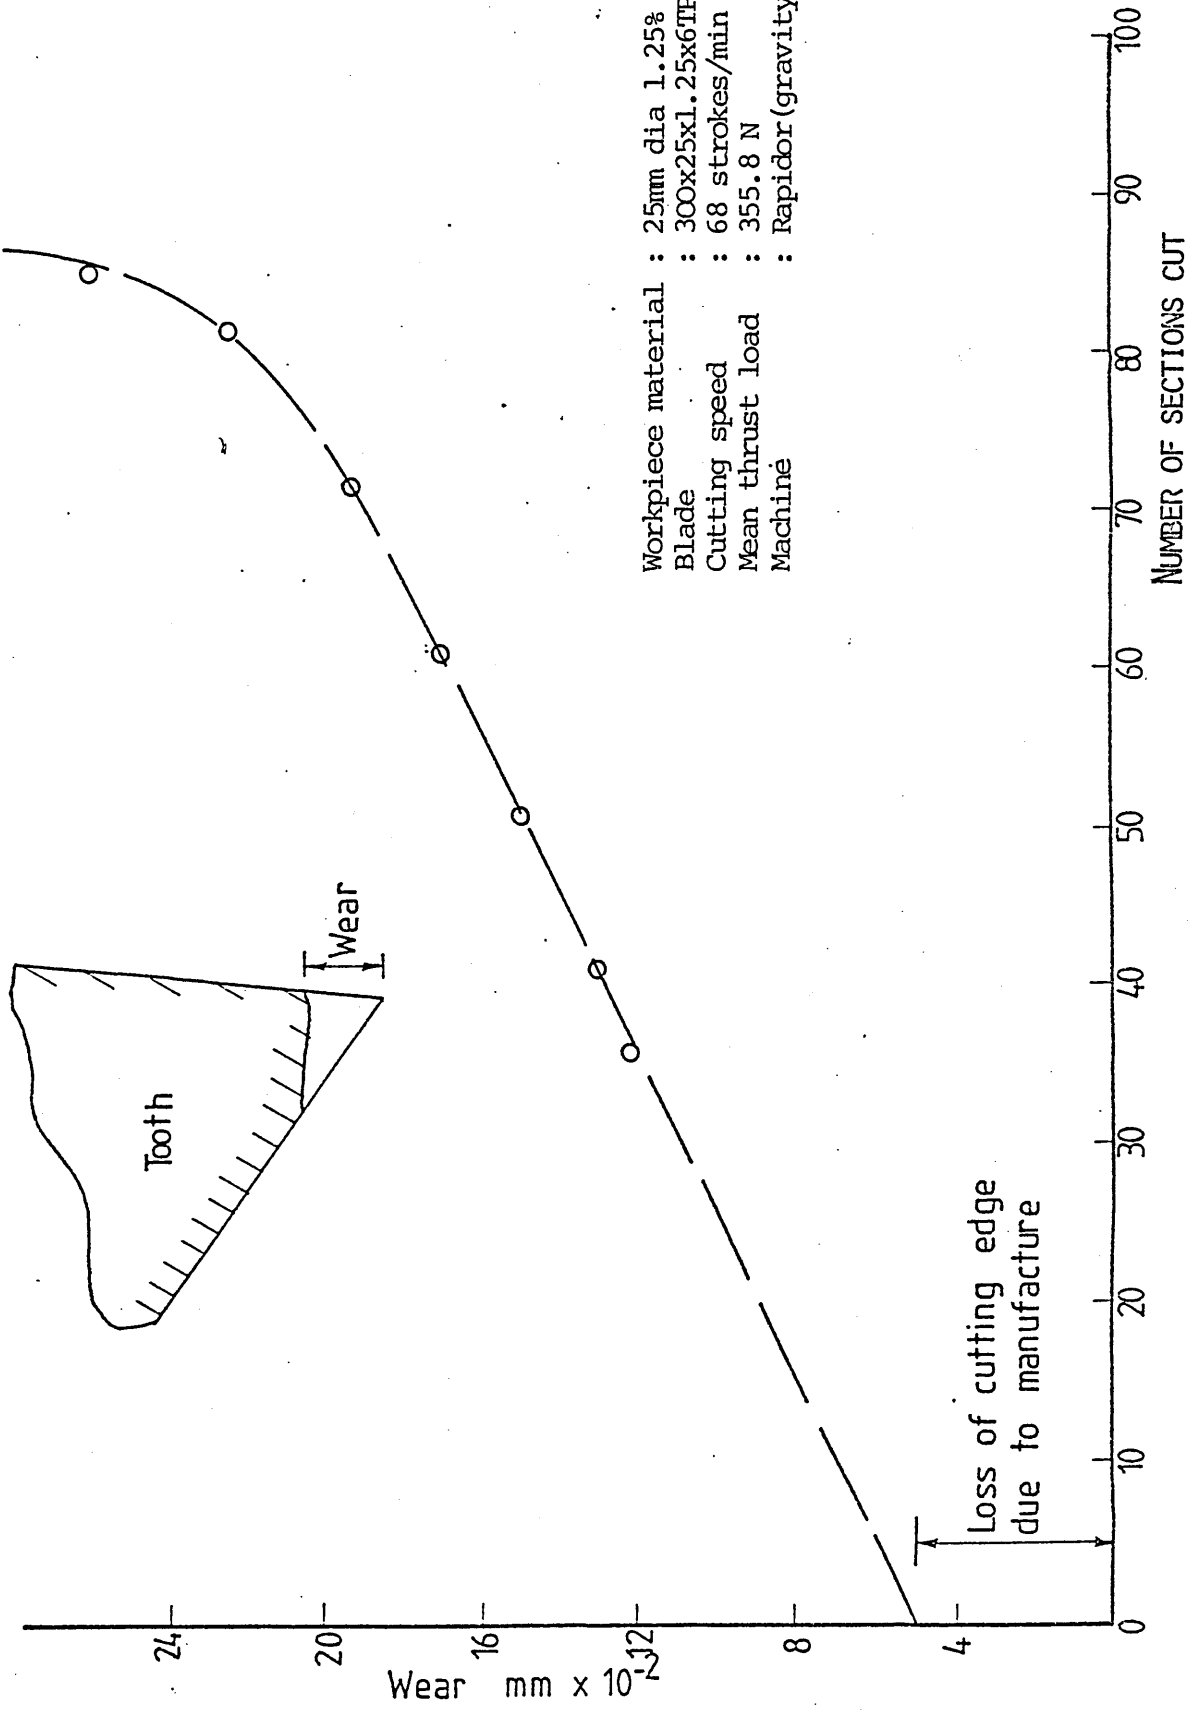 Wear mm x 10-2
24
20
16
12
8
4
0
10
20
30
40
50
60
70
80
90
100
NUMBER OF SECTIONS CUT
Loss of cutting edge
due to manufacture
Tooth
Wear
Workpiece material : 25mm dia 1.25%
Blade : 300x25x1.25x6TP
Cutting speed : 68 strokes/min
Mean thrust load : 355.8 N
Machine : Rapidor(gravity